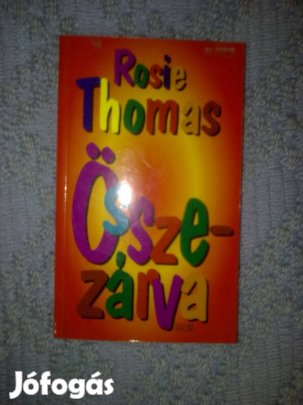 Rosie
Thomas
Össze-
zárva
Jófogás